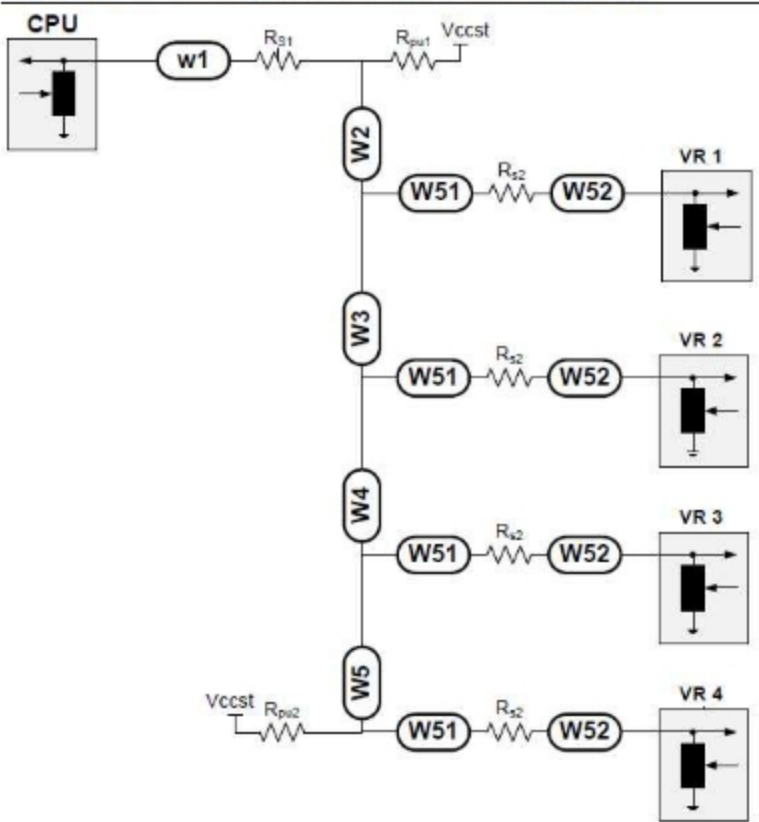 CPU
w1
RS1
Rpu1
Vccst
W2
VR 1
W51
Rs2
W52
W3
VR 2
W51
Rs2
W52
W4
VR 3
W51
Rs2
W52
W5
VR 4
Vccst
Rpu2
W51
Rs2
W52